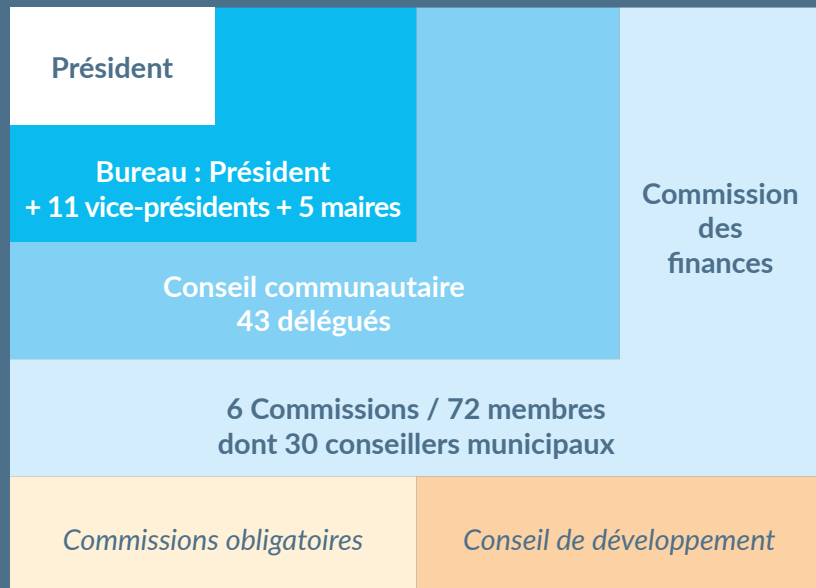 Président
Bureau : Président
+ 11 vice-présidents + 5 maires
Commission
des
finances
Conseil communautaire
43 délégués
6 Commissions / 72 membres
dont 30 conseillers municipaux
Commissions obligatoires
Conseil de développement